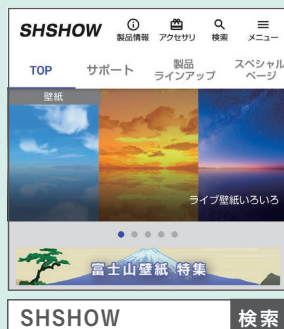 SHSHOW
製品情報 アクセサリ 検索 メニュー
TOP サポート 製品ラインアップ スペシャルページ
壁紙
ライブ壁紙いろいろ
富士山壁紙 特集
SHSHOW 検索